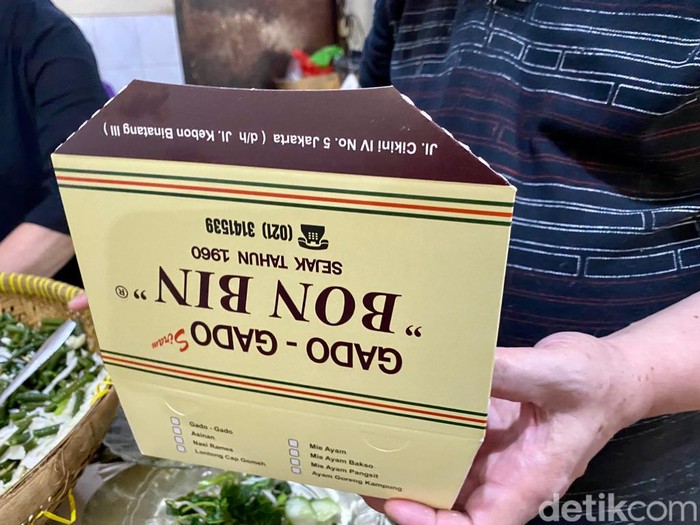 Jl. Cikini IV No. 5 Jakarta ( d/h Jl. Kebon Binatang III )
GADO - GADO Siram
“BON BIN” ®
SEJAK TAHUN 1960
(021) 3141539
Gado - Gado
Asinan
Nasi Rames
Lontong Cap Gomeh
Mie Ayam
Mie Ayam Bakso
Mie Ayam Pangsit
Ayam Goreng Kampung
detikcom